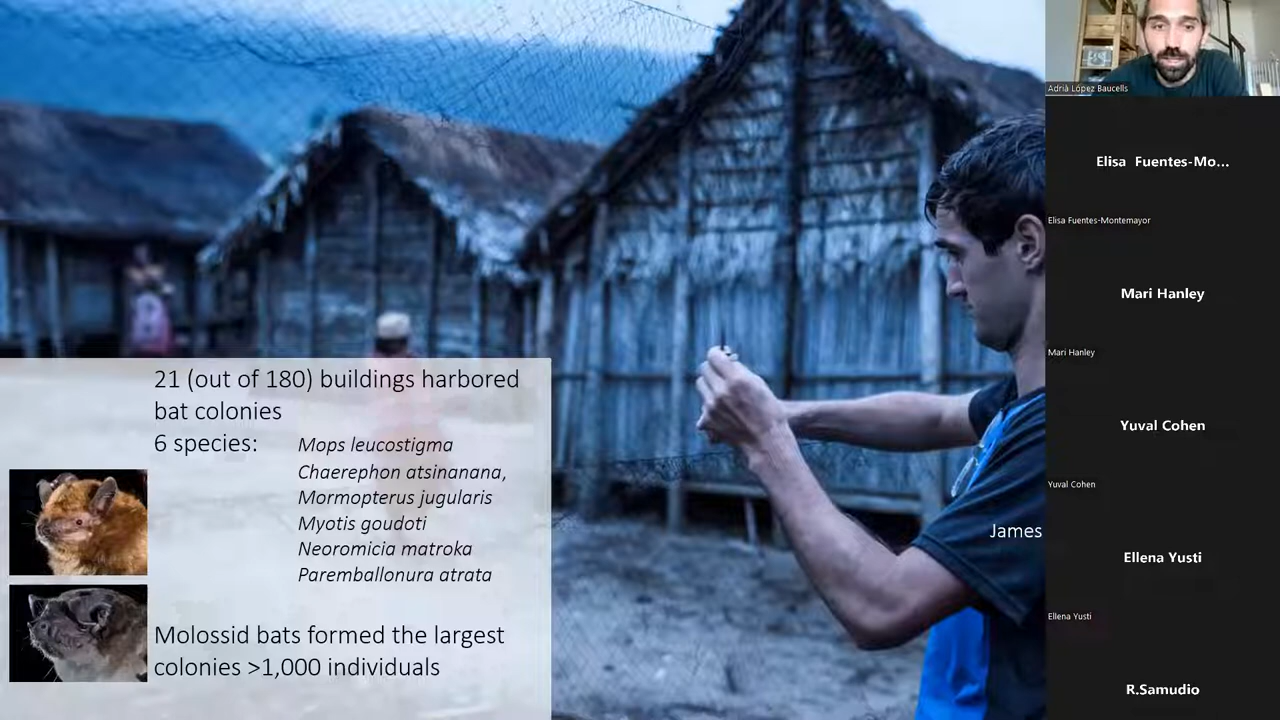 21 (out of 180) buildings harbored
bat colonies
6 species:
Mops leucostigma
Chaerephon atsinanana,
Mormopterus jugularis
Myotis goudoti
Neoromicia matroka
Paremballonura atrata
Molossid bats formed the largest
colonies >1,000 individuals
James
Adrià López Baucells
Elisa Fuentes-Mo...
Elisa Fuentes-Montemayor
Mari Hanley
Mari Hanley
Yuval Cohen
Yuval Cohen
Ellena Yusti
Ellena Yusti
R.Samudio